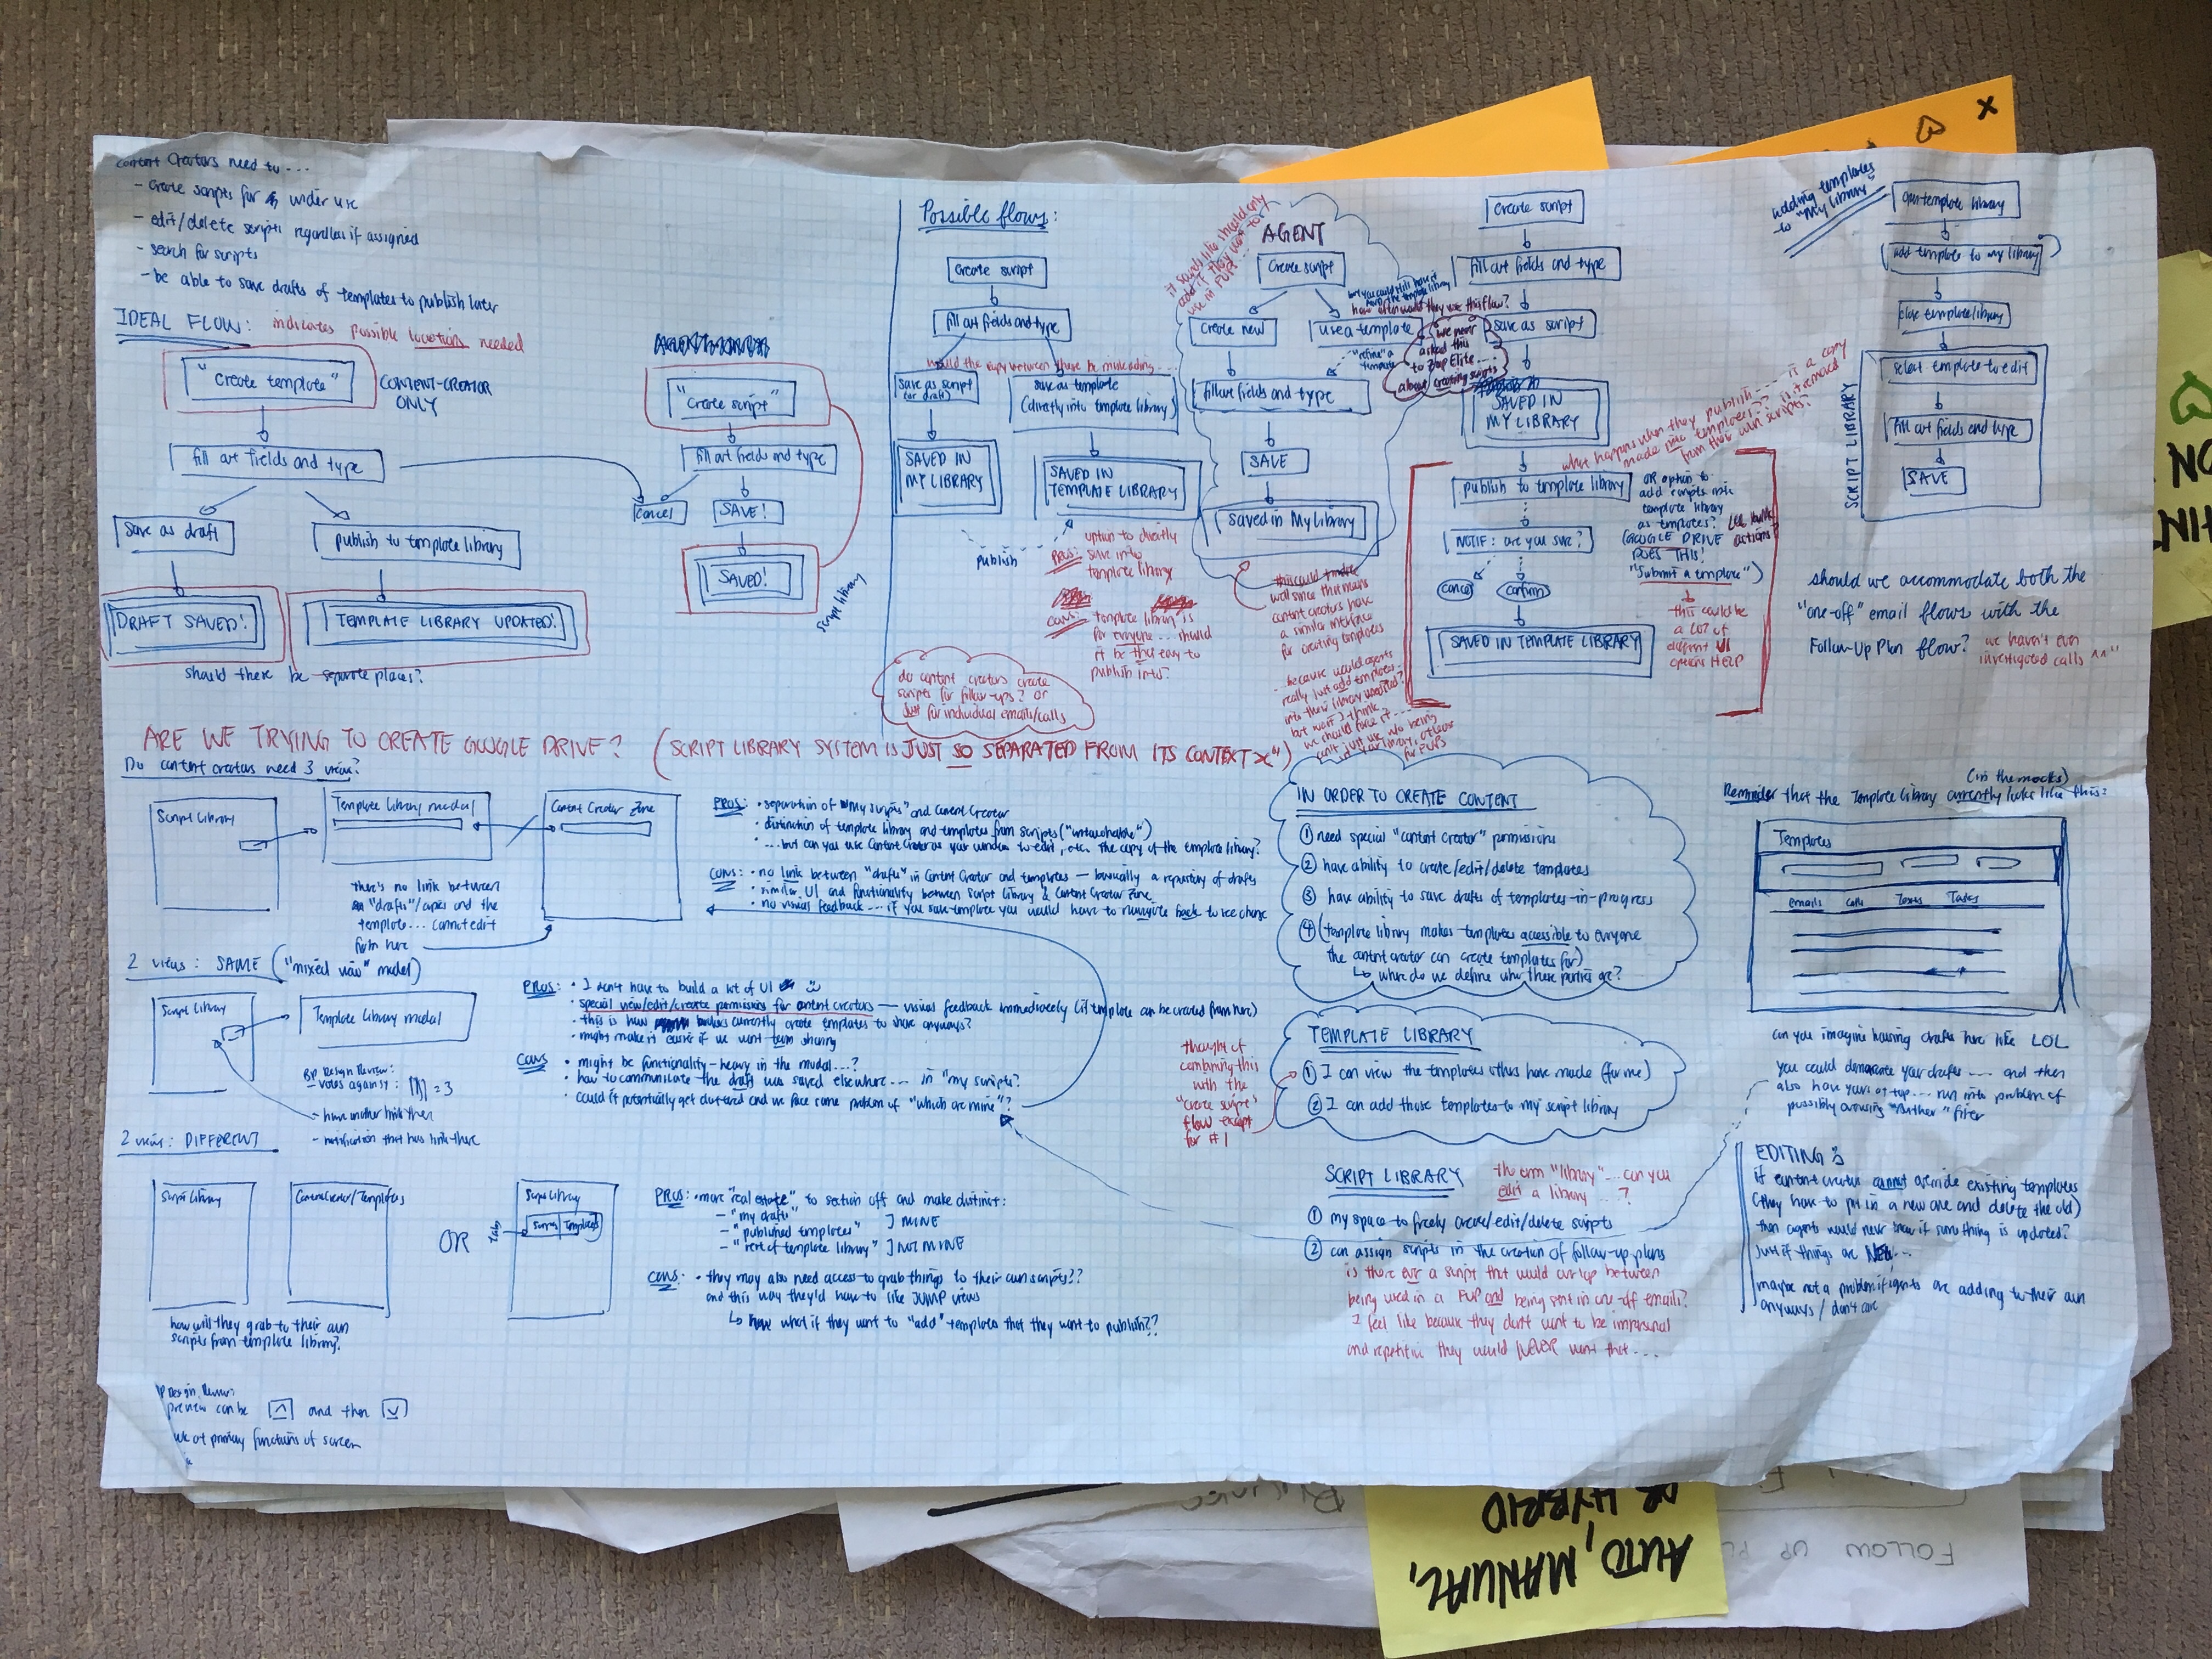 Content Creators need to...
- create scripts for wider use
- edit/delete scripts regardless if assigned
- search for scripts
- be able to save drafts of templates to publish later
IDEAL FLOW: indicates possible locations needed
"create template"
CONTENT-CREATOR
ONLY
fill out fields and type
save as draft
publish to template library
DRAFT SAVED!
TEMPLATE LIBRARY UPDATED!
should there be separate places?
"create script"
fill out fields and type
cancel
SAVE!
SAVED!
script library
Possible flows:
create script
fill out fields and type
would the copy between these be misleading...
save as script
(or draft)
save as template
(directly into template library)
SAVED IN
MY LIBRARY
SAVED IN
TEMPLATE LIBRARY
publish
PROS: option to directly
save into
template library
CONS: template library is
for everyone... should
it be that easy to
publish into?
do content creators create
scripts for follow-ups? or
just for individual emails/calls
it sounds like should only
add if they want to
use in FUPs...
AGENT
create script
create new
use a template
"refine" a
template
fill out fields and type
SAVE
saved in My Library
but you could still have it
from the template library
how often would they use this flow?
we never
asked this
to Zap Elite...
about creating scripts
this could
well since that means
content creators have
a similar interface
for creating templates
...because would agents
really just add templates
into their library
but wait I think
we should
for FUPs
create script
fill out fields and type
save as script
SAVED IN
MY LIBRARY
what happens when they publish..... is a copy
made into templates?? is it removed
from their own scripts?
publish to template library
NOTIF: are you sure?
cancel
confirm
SAVED IN TEMPLATE LIBRARY
OR option to
add scripts into
template library
as templates?
(GOOGLE DRIVE
DOES THIS!
"Submit a template")
LOL
actions?
this could be
a LOT of
different UI
options HELP
adding templates
to "My Library"
open template library
add template to my library
close template library
SCRIPT LIBRARY
select template to edit
fill out fields and type
SAVE
should we accommodate both the
"one-off" email flows with the
Follow-Up Plan flow? we haven't even
investigated calls ^^"
ARE WE TRYING TO CREATE GOOGLE DRIVE? (SCRIPT LIBRARY SYSTEM IS JUST SO SEPARATED FROM ITS CONTEXT x")
Do content creators need 3 views?
Script Library
Template Library modal
Content Creator Zone
there's no link between
"drafts"/copies and the
template... cannot edit
from here
PROS: • separation of "My scripts" and Content Creator
• distinction of template library and templates from scripts ("untouchable")
• ...but can you use Content Creator as your window to edit, etc. the copy of the template library?
CONS: • no link between "drafts" in Content Creator and templates — basically a repository of drafts
• similar UI and functionality between Script Library & Content Creator Zone
• no visual feedback.... if you save template you would have to navigate back to see change
2 views: SAME ("mixed view" model)
Script Library
Template Library modal
BP Design Review:
- votes against: = 3
- have another link then
- notification that has link there
PROS: • I don't have to build a lot of UI
• special view/edit/create permissions for content creators — visual feedback immediately (if template can be created from here)
• this is how brokers currently create templates to share anyways?
• might make it easier if we want team sharing
CONS • might be functionality-heavy in the modal...?
• how to communicate the draft was saved elsewhere... in "my scripts?
• could it potentially get cluttered and we face same problem of "which are mine"?
2 views: DIFFERENT
Script Library
Content Creator/Templates
OR
Tabs
Script Library
Scripts Templates
how will they grab to their own
scripts from template library?
PROS: • more "real estate" to section off and make distinct:
- "my drafts"
- "published templates" ] MINE
- "rest of template library" ] NOT MINE
CONS: • they may also need access to grab things to their own scripts??
and this way they'd have to like JUMP views
↳ what if they want to "add" templates that they want to publish??
Design Review:
preview can be and then
look at primary functions of screen
IN ORDER TO CREATE CONTENT
① need special "content creator" permissions
② have ability to create/edit/delete templates
③ have ability to save drafts of templates-in-progress
④ (template library makes templates accessible to everyone
the content creator can create templates for)
↳ where do we define who these parties are?
TEMPLATE LIBRARY
① I can view the templates others have made (for me)
② I can add those templates to my script library
thought of
combining this
with the
"create script"
flow except
for #1
SCRIPT LIBRARY
the term "library"... can you
edit a library...?
① my space to freely create/edit/delete scripts
② can assign scripts in the creation of follow-up plans
is there ever a script that would overlap between
being used in a FUP and being sent in one-off emails?
I feel like because they don't want to be impersonal
and repetitive they would NEVER want that...
(in the mocks)
Reminder that the Template Library currently looks like this:
Templates
emails calls Texts Tasks
can you imagine housing drafts here like LOL
you could demarcate your drafts..... and then
also have yours at top... run into problem of
possibly overusing "further" filter
EDITING
if content creator cannot override existing templates
(they have to put in a new one and delete the old)
then agents would never know if something is updated?
Just if things are NEW...
maybe not a problem if agents are adding to their own
anyways / don't care
AUTO, MANUAL,
OR HYBRID
FOLLOW UP
NO
x